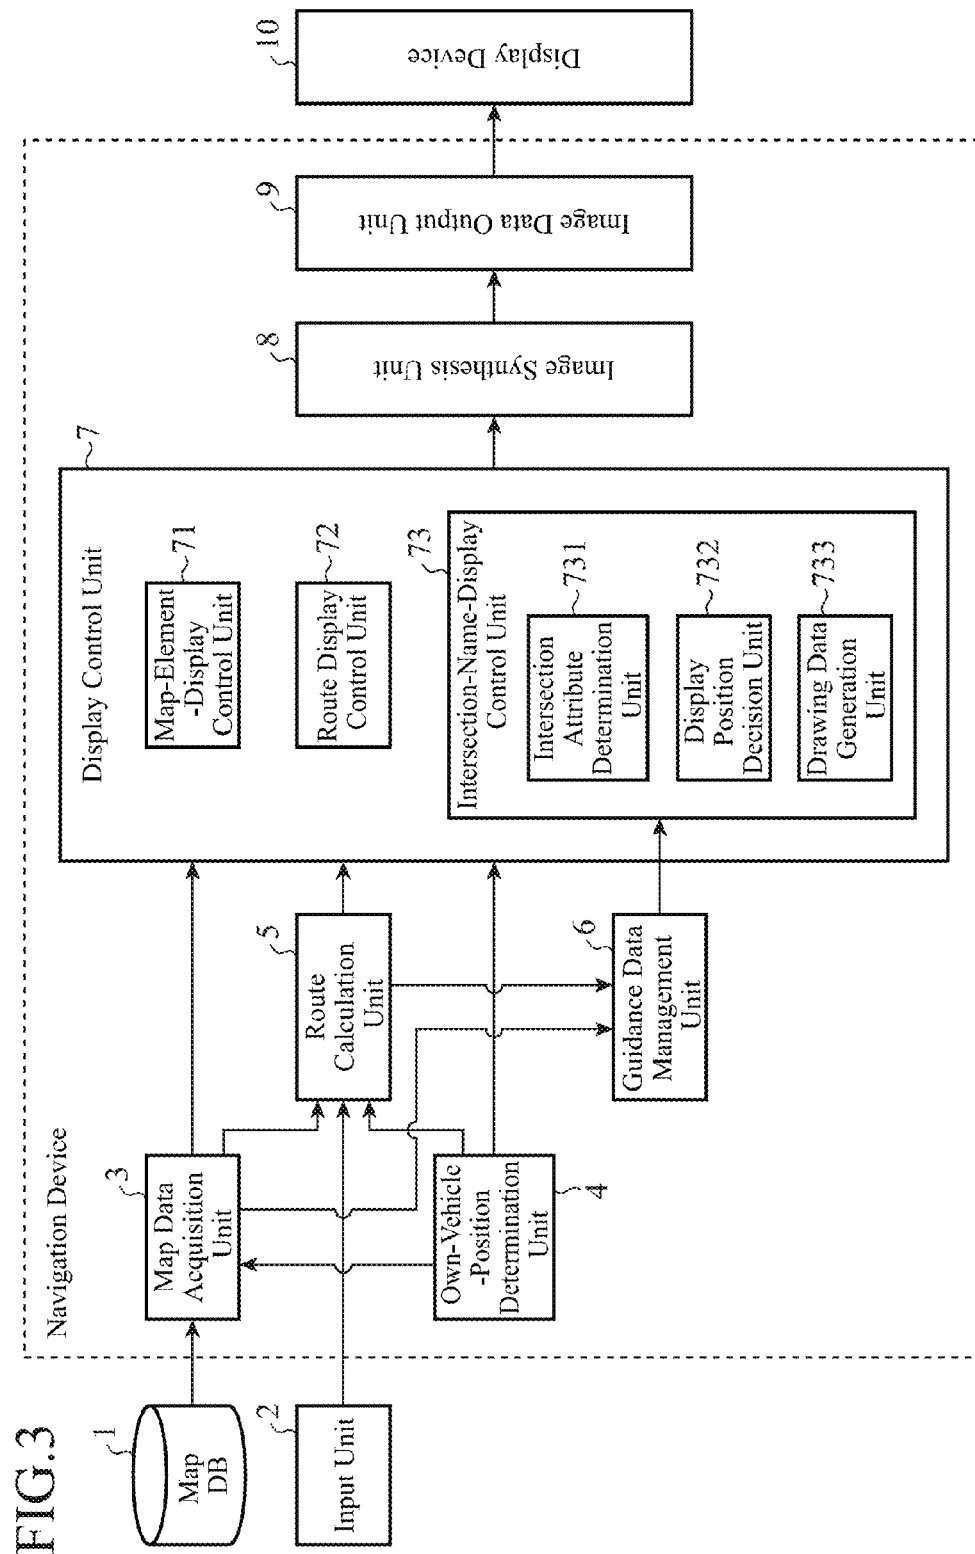 FIG.3
Navigation Device
1
Map
DB
2
Input Unit
3
Map Data
Acquisition
Unit
4
Own-Vehicle
-Position
Determination
Unit
5
Route
Calculation
Unit
6
Guidance Data
Management
Unit
7
Display Control Unit
71
Map-Element
-Display
Control Unit
72
Route Display
Control Unit
73
Intersection-Name-Display
Control Unit
731
Intersection
Attribute
Determination
Unit
732
Display
Position
Decision Unit
733
Drawing Data
Generation
Unit
8
Image Synthesis Unit
9
Image Data Output Unit
10
Display Device